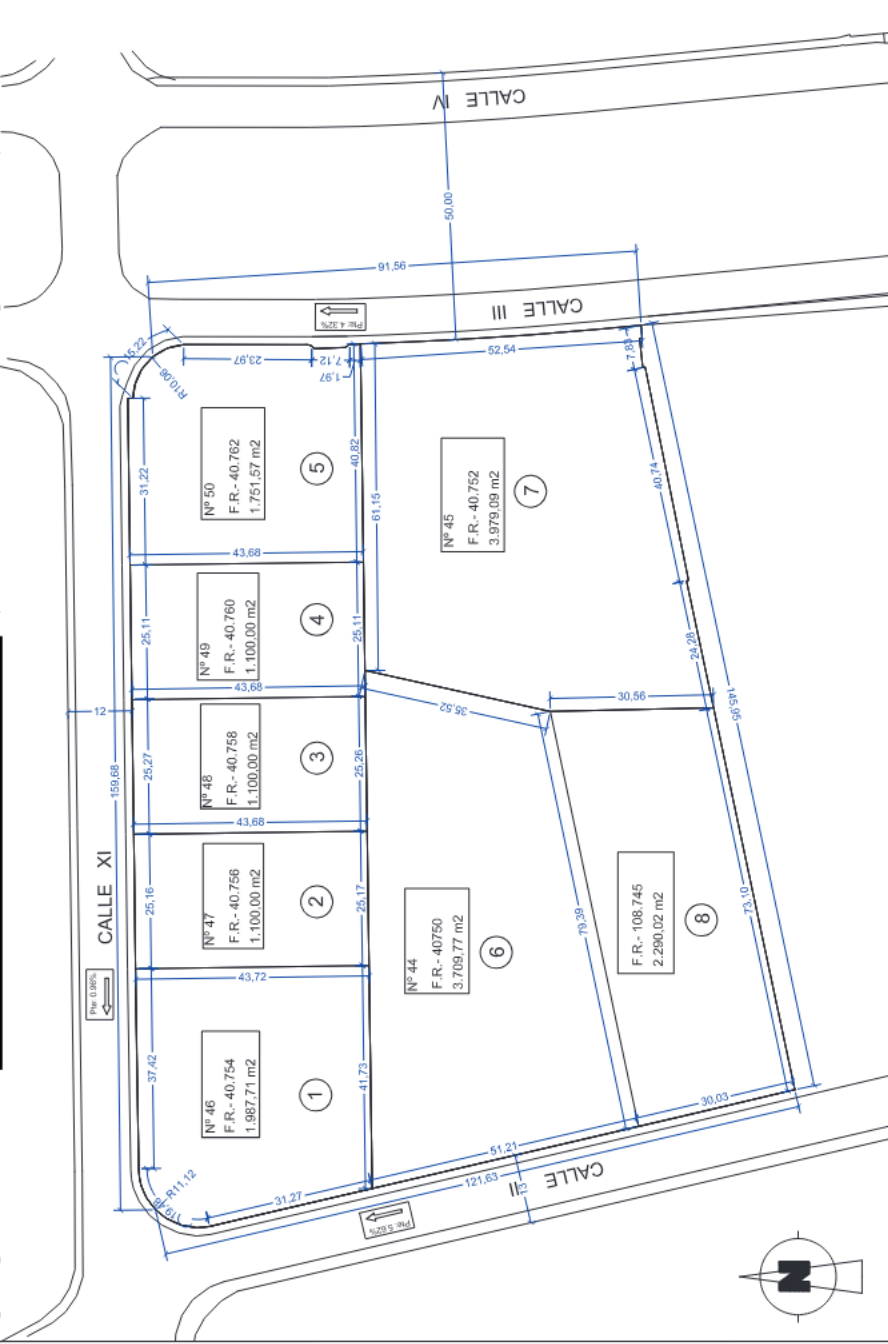 CALLE IV
50,00
91,56
CALLE III
Pte: 4.32%
15,22
R10,06
23,97
7,12
1,97
52,54
7,83
31,22
Nº 50
F.R.- 40.762
1.751,57 m2
5
40,82
61,15
Nº 45
F.R.- 40.752
3.979,09 m2
7
40,74
43,68
25,11
Nº 49
F.R.- 40.760
1.100,00 m2
4
25,11
43,68
24,28
145,95
12
159,68
35,52
30,56
25,27
Nº 48
F.R.- 40.758
1.100,00 m2
3
25,26
43,68
CALLE XI
25,16
Nº 47
F.R.- 40.756
1.100,00 m2
2
25,17
Nº 44
F.R.- 40750
3.709,77 m2
6
79,39
F.R.- 108.745
2.290,02 m2
8
73,10
43,72
Pte: 0.96%
37,42
Nº 46
F.R.- 40.754
1.987,71 m2
1
41,73
30,03
51,21
R11,12
31,27
121,63
CALLE II
13
Pte: 5.62%
N